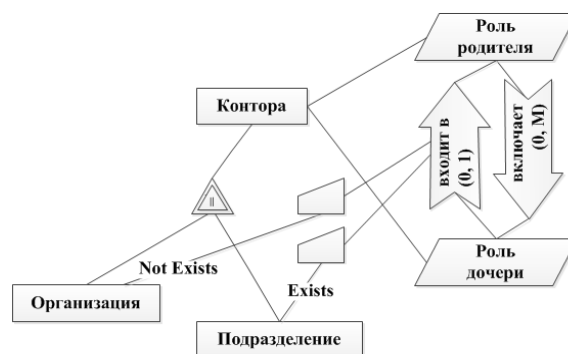 Роль
родителя
Контора
входит в
(0, 1)
включает
(0, M)
||
Not Exists
Exists
Роль
дочери
Организация
Подразделение